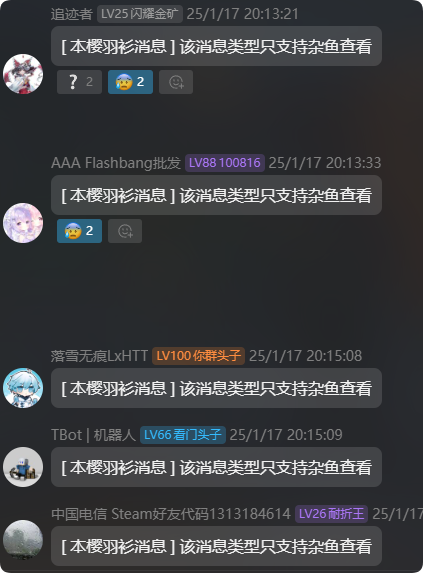 追迹者 LV25 闪耀金矿 25/1/17 20:13:21
[ 本樱羽衫消息 ] 该消息类型只支持杂鱼查看
? 2 2
AAA Flashbang批发 LV88 100816 25/1/17 20:13:33
[ 本樱羽衫消息 ] 该消息类型只支持杂鱼查看
2
落雪无痕LxHTT LV100 你群头子 25/1/17 20:15:08
[ 本樱羽衫消息 ] 该消息类型只支持杂鱼查看
TBot | 机器人 LV66 看门头子 25/1/17 20:15:09
[ 本樱羽衫消息 ] 该消息类型只支持杂鱼查看
中国电信 Steam好友代码1313184614 LV26 耐折王 25/1/17
[ 本樱羽衫消息 ] 该消息类型只支持杂鱼查看